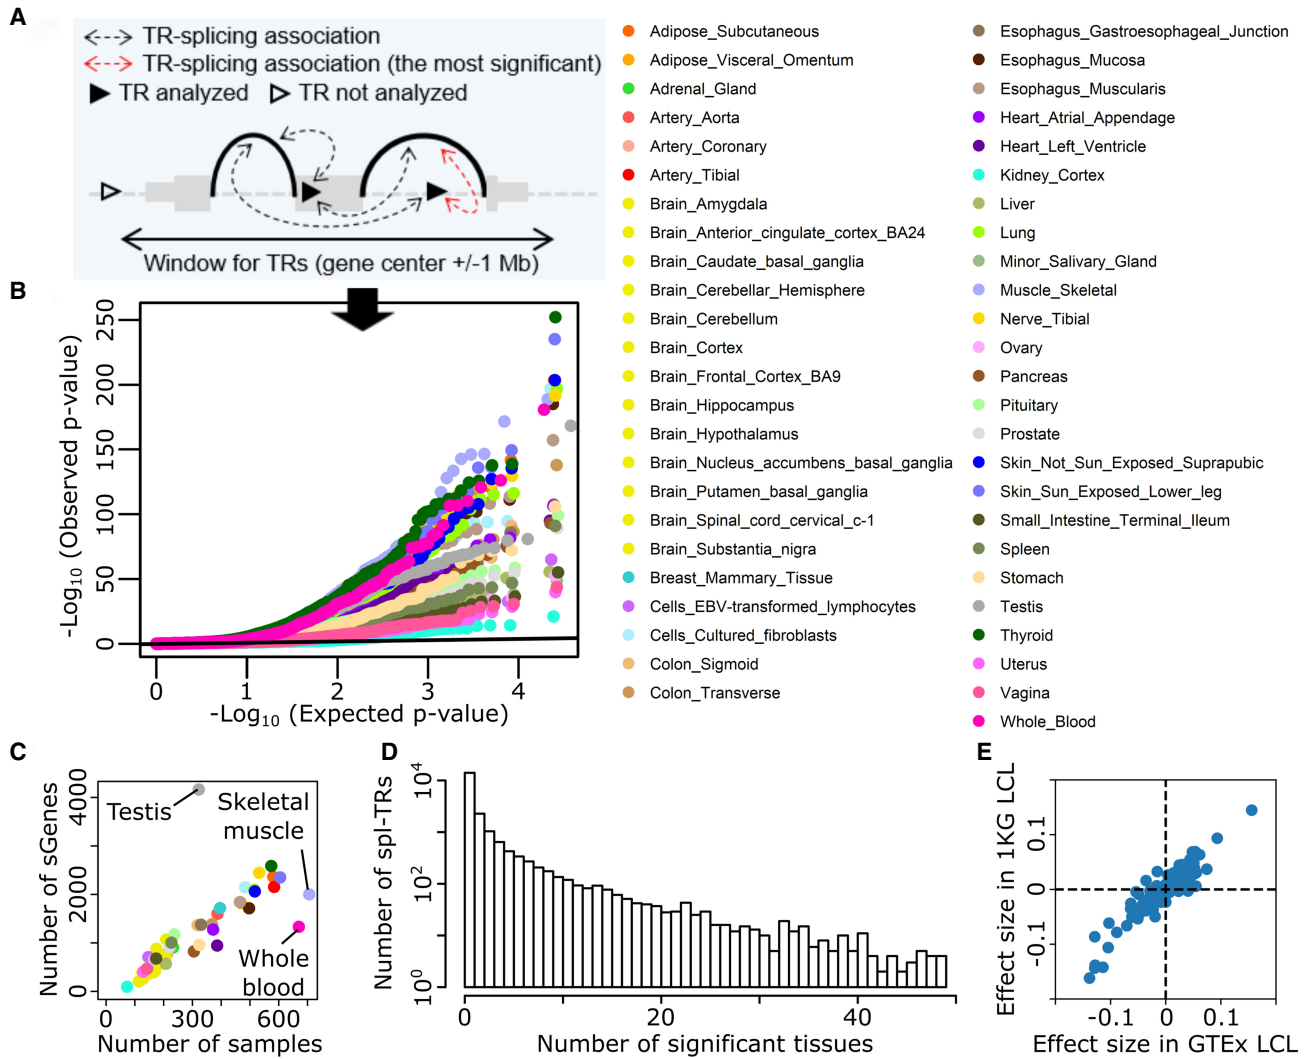 A
TR-splicing association
TR-splicing association (the most significant)
TR analyzed
TR not analyzed
Window for TRs (gene center +/-1 Mb)
Adipose_Subcutaneous
Adipose_Visceral_Omentum
Adrenal_Gland
Artery_Aorta
Artery_Coronary
Artery_Tibial
Brain_Amygdala
Brain_Anterior_cingulate_cortex_BA24
Brain_Caudate_basal_ganglia
Brain_Cerebellar_Hemisphere
Brain_Cerebellum
Brain_Cortex
Brain_Frontal_Cortex_BA9
Brain_Hippocampus
Brain_Hypothalamus
Brain_Nucleus_accumbens_basal_ganglia
Brain_Putamen_basal_ganglia
Brain_Spinal_cord_cervical_c-1
Brain_Substantia_nigra
Breast_Mammary_Tissue
Cells_EBV-transformed_lymphocytes
Cells_Cultured_fibroblasts
Colon_Sigmoid
Colon_Transverse
Esophagus_Gastroesophageal_Junction
Esophagus_Mucosa
Esophagus_Muscularis
Heart_Atrial_Appendage
Heart_Left_Ventricle
Kidney_Cortex
Liver
Lung
Minor_Salivary_Gland
Muscle_Skeletal
Nerve_Tibial
Ovary
Pancreas
Pituitary
Prostate
Skin_Not_Sun_Exposed_Suprapubic
Skin_Sun_Exposed_Lower_leg
Small_Intestine_Terminal_Ileum
Spleen
Stomach
Testis
Thyroid
Uterus
Vagina
Whole_Blood
B
-Log10 (Observed p-value)
250
200
150
100
50
0
0 1 2 3 4
-Log10 (Expected p-value)
C
Number of sGenes
4000
2000
0
Testis
Skeletal
muscle
Whole
blood
0 300 600
Number of samples
D
Number of spl-TRs
10^4
10^2
10^0
0 20 40
Number of significant tissues
E
Effect size in 1KG LCL
0.1
0
-0.1
-0.1 0 0.1
Effect size in GTEx LCL